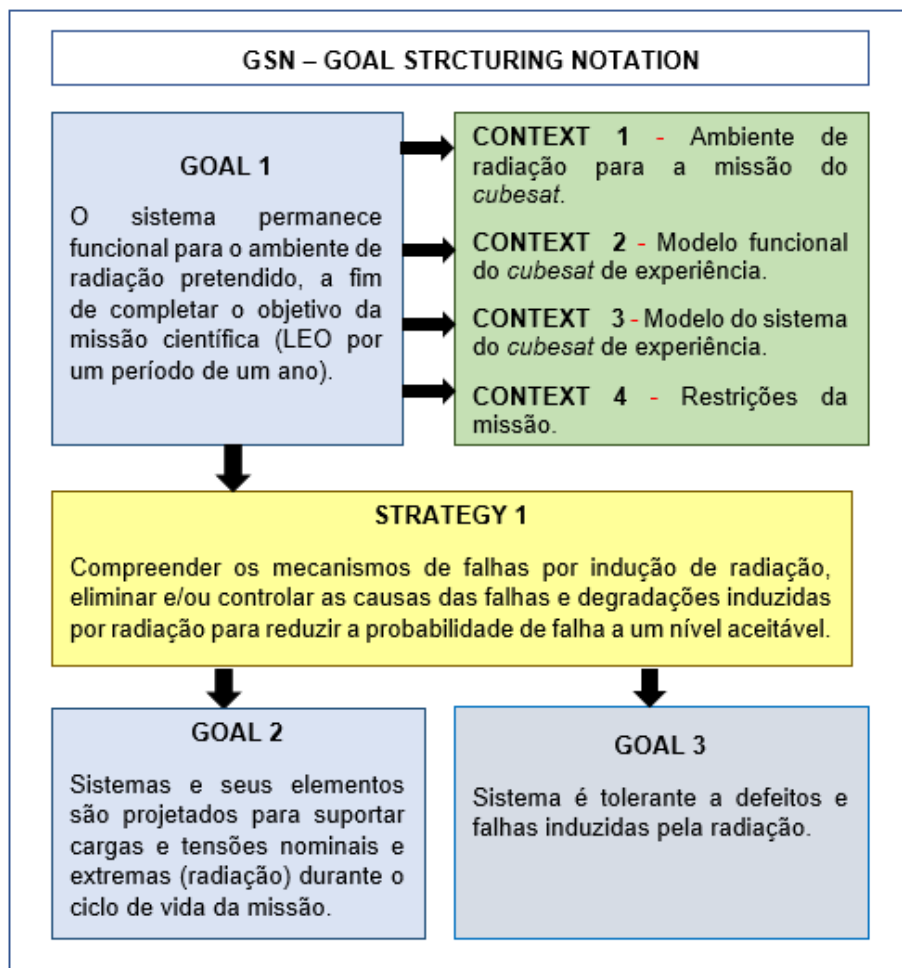 GSN – GOAL STRCTURING NOTATION
GOAL 1
O sistema permanece
funcional para o ambiente de
radiação pretendido, a fim
de completar o objetivo da
missão científica (LEO por
um período de um ano).
CONTEXT 1 - Ambiente de
radiação para a missão do
cubesat.
CONTEXT 2 - Modelo funcional
do cubesat de experiência.
CONTEXT 3 - Modelo do sistema
do cubesat de experiência.
CONTEXT 4 - Restrições da
missão.
STRATEGY 1
Compreender os mecanismos de falhas por indução de radiação,
eliminar e/ou controlar as causas das falhas e degradações induzidas
por radiação para reduzir a probabilidade de falha a um nível aceitável.
GOAL 2
Sistemas e seus elementos
são projetados para suportar
cargas e tensões nominais e
extremas (radiação) durante o
ciclo de vida da missão.
GOAL 3
Sistema é tolerante a defeitos e
falhas induzidas pela radiação.